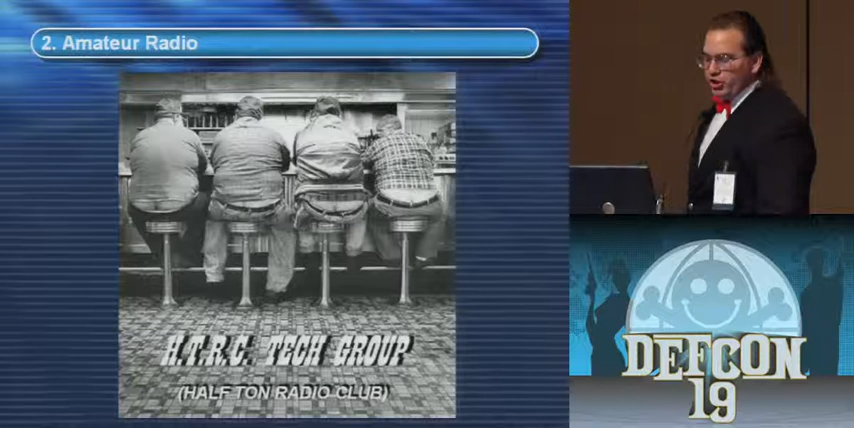 2. Amateur Radio
H.T.R.C. TECH GROUP
(HALF TON RADIO CLUB)
DEFCON
19